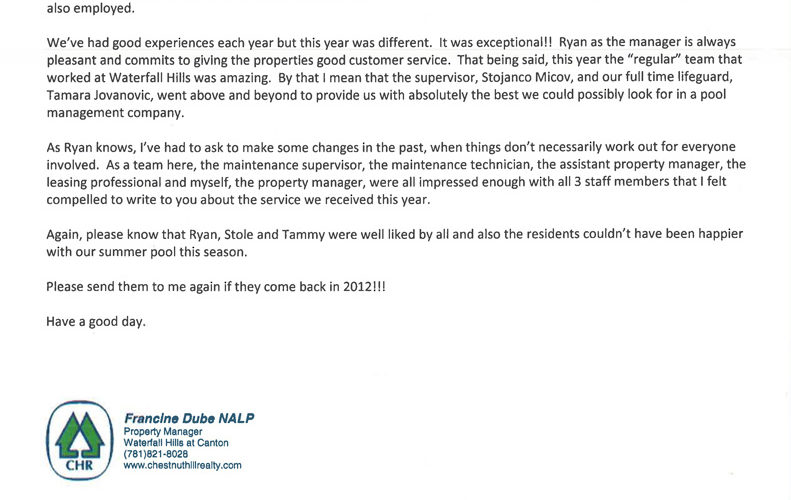 also employed.
We've had good experiences each year but this year was different. It was exceptional!! Ryan as the manager is always
pleasant and commits to giving the properties good customer service. That being said, this year the "regular" team that
worked at Waterfall Hills was amazing. By that I mean that the supervisor, Stojanco Micov, and our full time lifeguard,
Tamara Jovanovic, went above and beyond to provide us with absolutely the best we could possibly look for in a pool
management company.
As Ryan knows, I've had to ask to make some changes in the past, when things don't necessarily work out for everyone
involved. As a team here, the maintenance supervisor, the maintenance technician, the assistant property manager, the
leasing professional and myself, the property manager, were all impressed enough with all 3 staff members that I felt
compelled to write to you about the service we received this year.
Again, please know that Ryan, Stole and Tammy were well liked by all and also the residents couldn't have been happier
with our summer pool this season.
Please send them to me again if they come back in 2012!!!
Have a good day.
Francine Dube NALP
Property Manager
Waterfall Hills at Canton
(781)821-8028
www.chestnuthillrealty.com
CHR